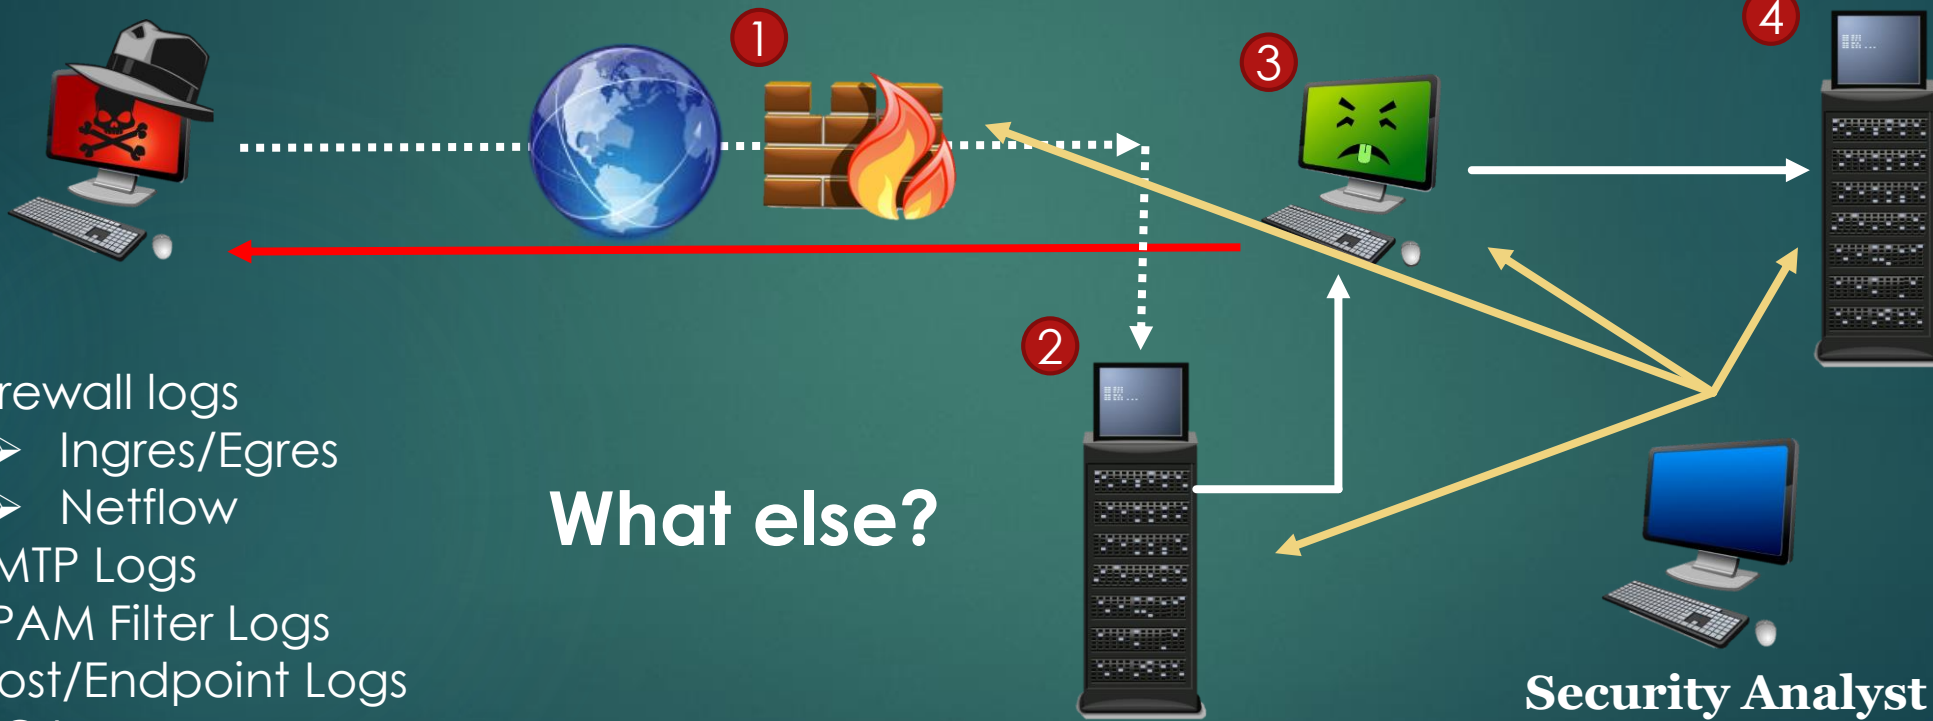 1
4
3
2
rewall logs
Ingres/Egres
Netflow
MTP Logs
PAM Filter Logs
ost/Endpoint Logs
What else?
Security Analyst